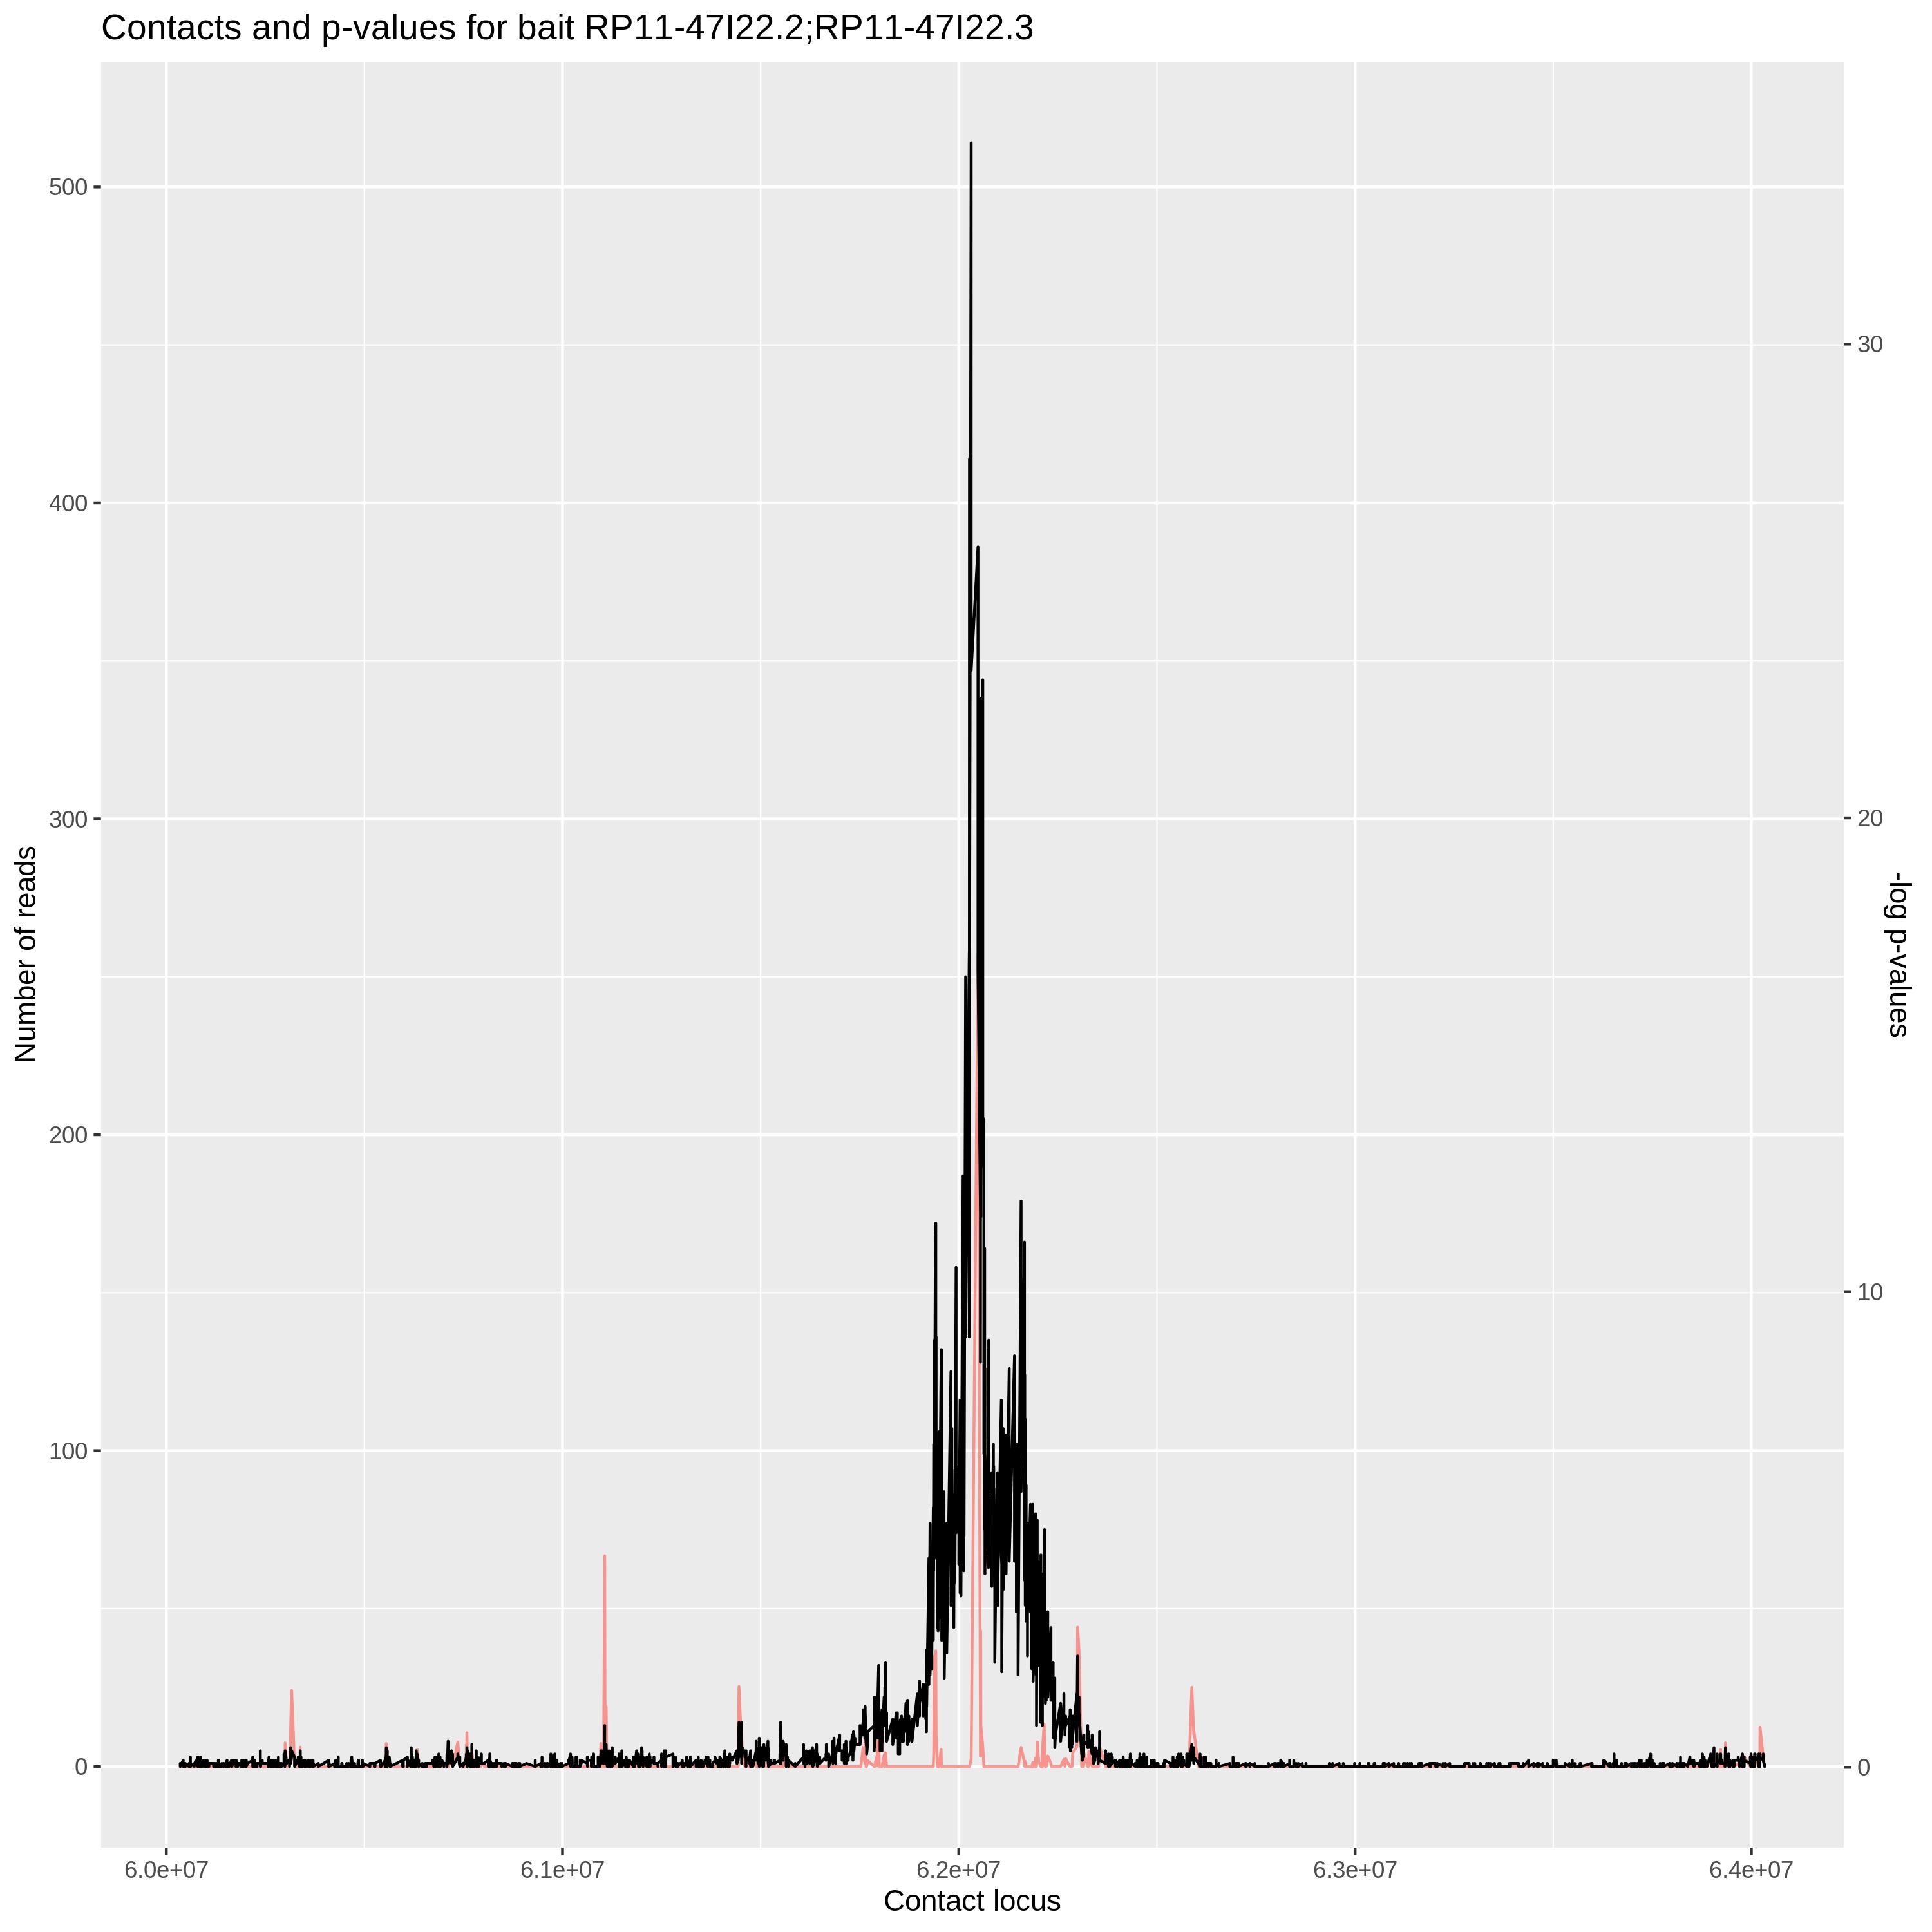 Contacts and p-values for bait RP11-47I22.2;RP11-47I22.3
500
400
300
200
100
0
Number of reads
30
20
10
0
-log p-values
6.0e+07
6.1e+07
6.2e+07
6.3e+07
6.4e+07
Contact locus